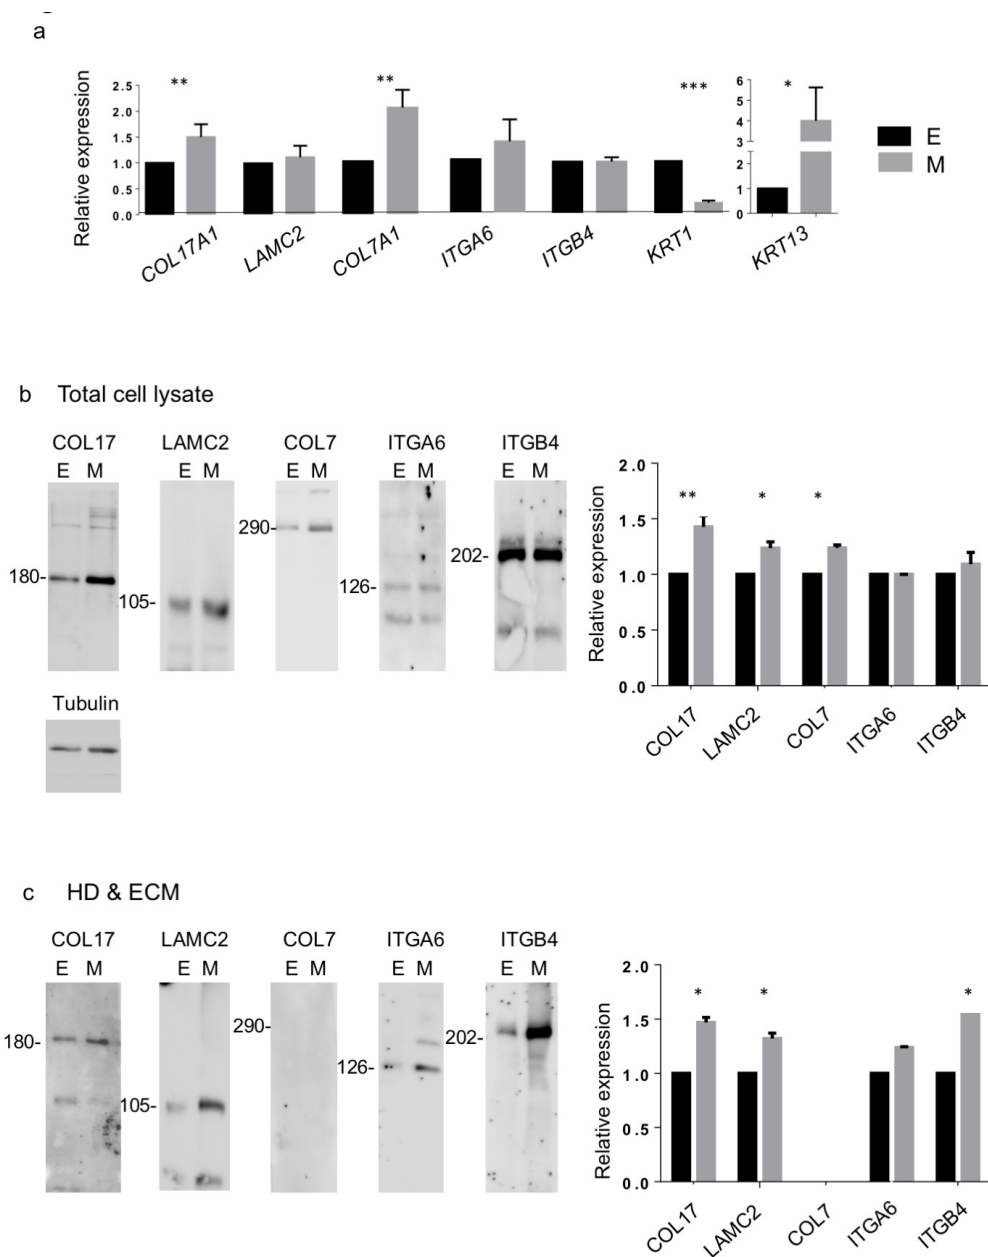 a
Relative expression
2.5
2.0
1.5
1.0
0.5
0.0
**
**
***
*
6
5
4
3
2
1
0
E
M
COL17A1
LAMC2
COL7A1
ITGA6
ITGB4
KRT1
KRT13
b Total cell lysate
COL17
E M
180-
LAMC2
E M
105-
COL7
E M
290-
ITGA6
E M
126-
ITGB4
E M
202-
Tubulin
Relative expression
2.0
1.5
1.0
0.5
0.0
**
*
*
COL17
LAMC2
COL7
ITGA6
ITGB4
c HD & ECM
COL17
E M
180-
LAMC2
E M
105-
COL7
E M
290-
ITGA6
E M
126-
ITGB4
E M
202-
Relative expression
2.0
1.5
1.0
0.5
0.0
*
*
*
COL17
LAMC2
COL7
ITGA6
ITGB4